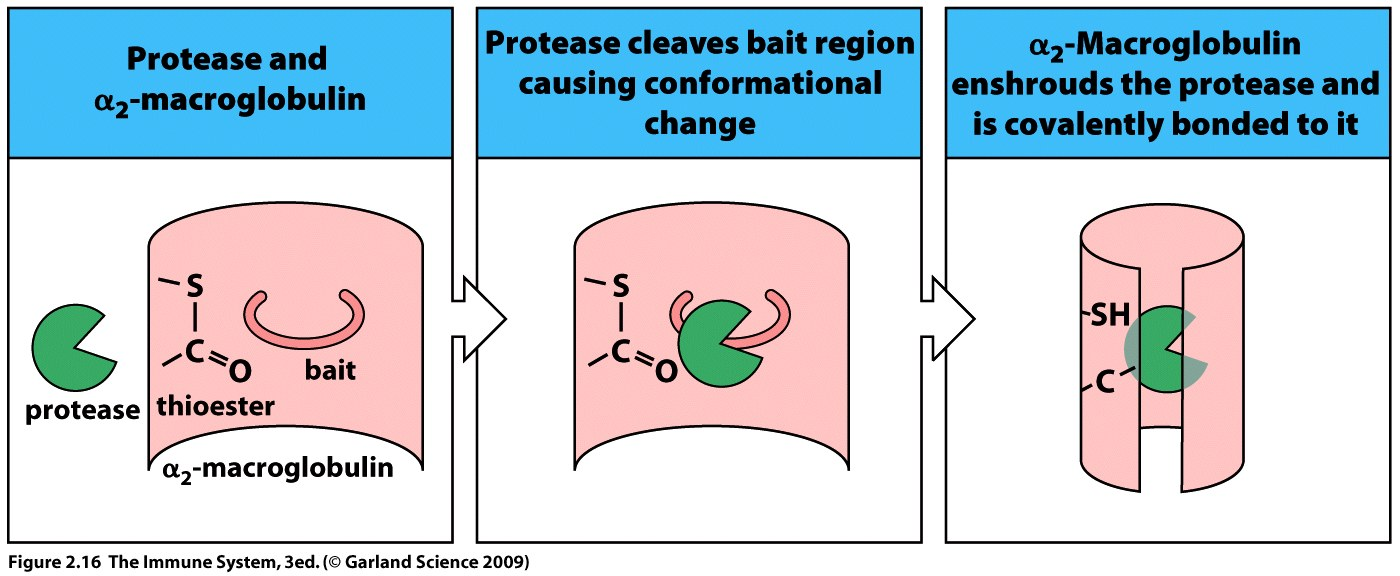 Protease and
α₂-macroglobulin
S
C
O
bait
protease
thioester
α₂-macroglobulin
Protease cleaves bait region
causing conformational
change
S
C
O
α₂-Macroglobulin
enshrouds the protease and
is covalently bonded to it
SH
C
Figure 2.16 The Immune System, 3ed. (© Garland Science 2009)